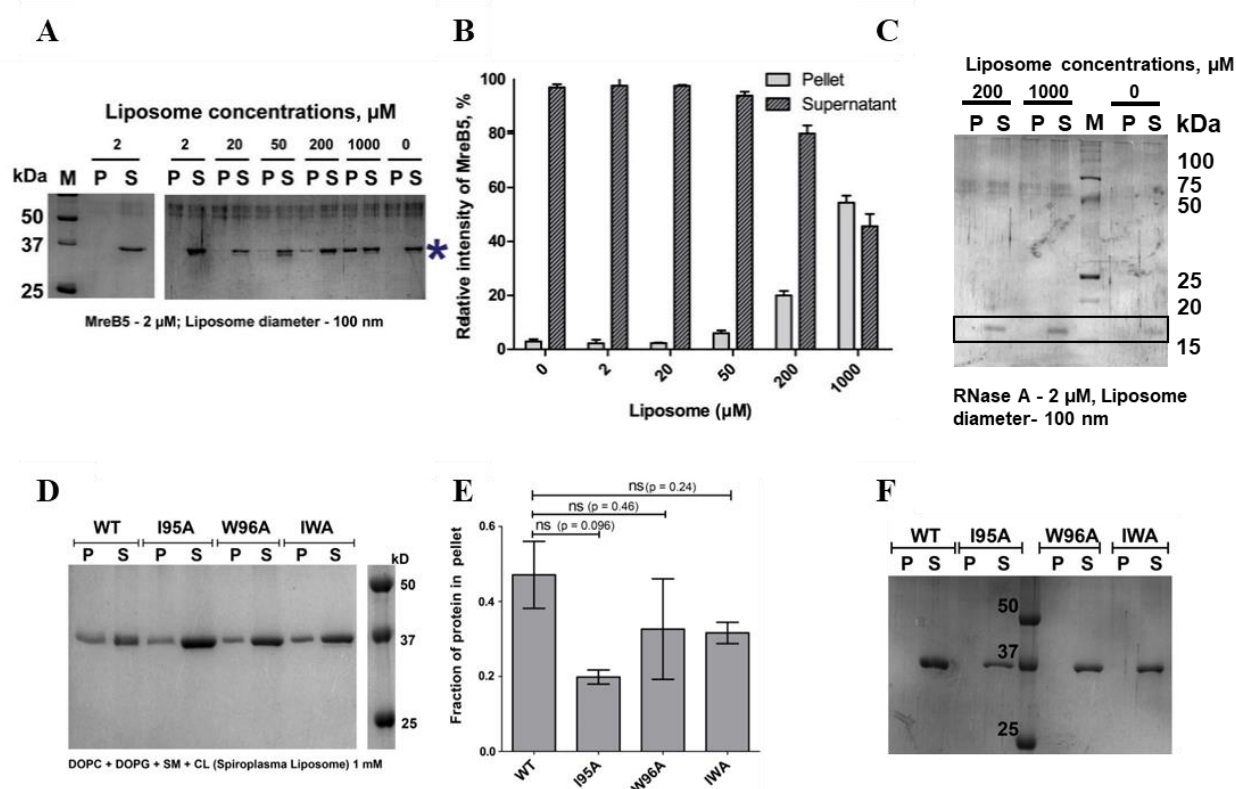 A
Liposome concentrations, µM
2 2 20 50 200 1000 0
kDa M P S P S P S P S P S P S P S
50
37
25
*
MreB5 - 2 µM; Liposome diameter - 100 nm
B
Relative intensity of MreB5, %
100
80
60
40
20
0
Pellet
Supernatant
0 2 20 50 200 1000
Liposome (µM)
C
Liposome concentrations, µM
200 1000 0
P S P S M P S kDa
100
75
50
25
20
15
RNase A - 2 µM, Liposome
diameter- 100 nm
D
WT I95A W96A IWA
P S P S P S P S kD
50
37
25
DOPC + DOPG + SM + CL (Spiroplasma Liposome) 1 mM
E
Fraction of protein in pellet
ns(p = 0.24)
ns (p = 0.46)
ns (p = 0.096)
0.6
0.4
0.2
0.0
WT I95A W96A IWA
F
WT I95A W96A IWA
P S P S P S P S
50
37
25